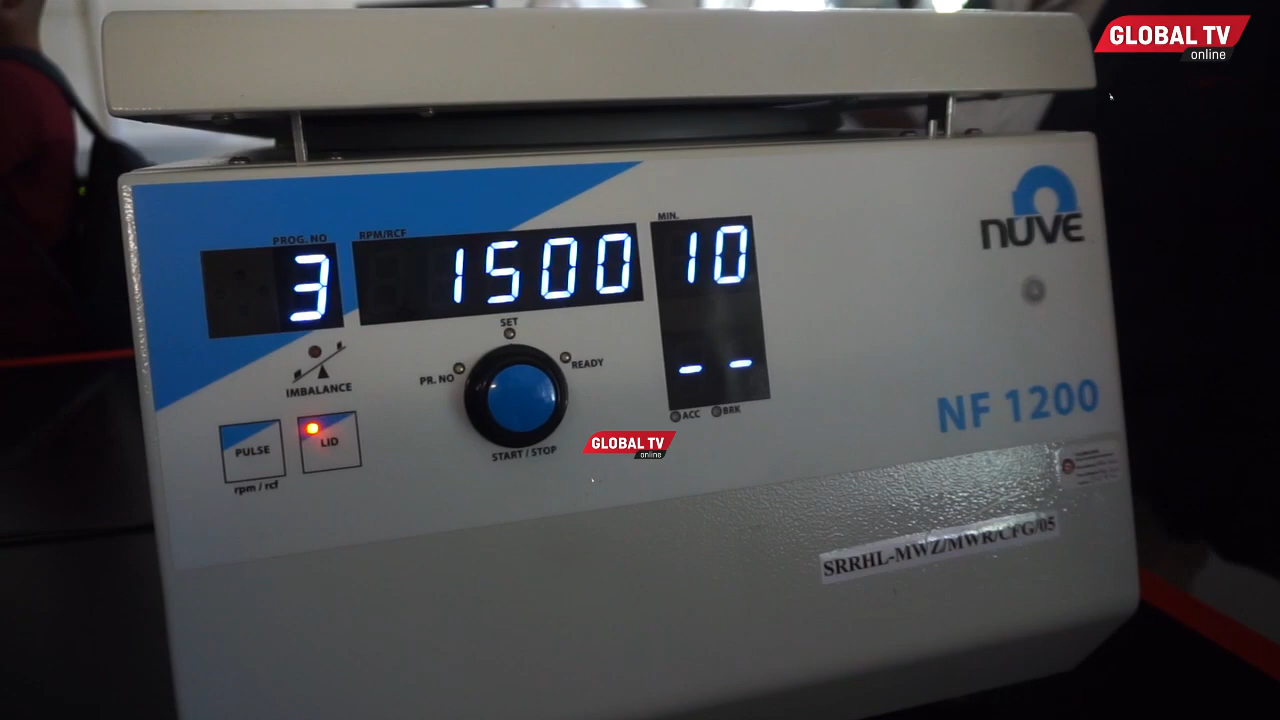 GLOBAL TV
online
nüve
PROG. NO
RPM/RCF
MIN.
3
1500
10
SET
PR. NO
READY
IMBALANCE
- -
ACC
BRK
PULSE
LID
rpm / rcf
START / STOP
GLOBAL TV
online
NF 1200
SRRHL-MWZ/MWR/CFG/05